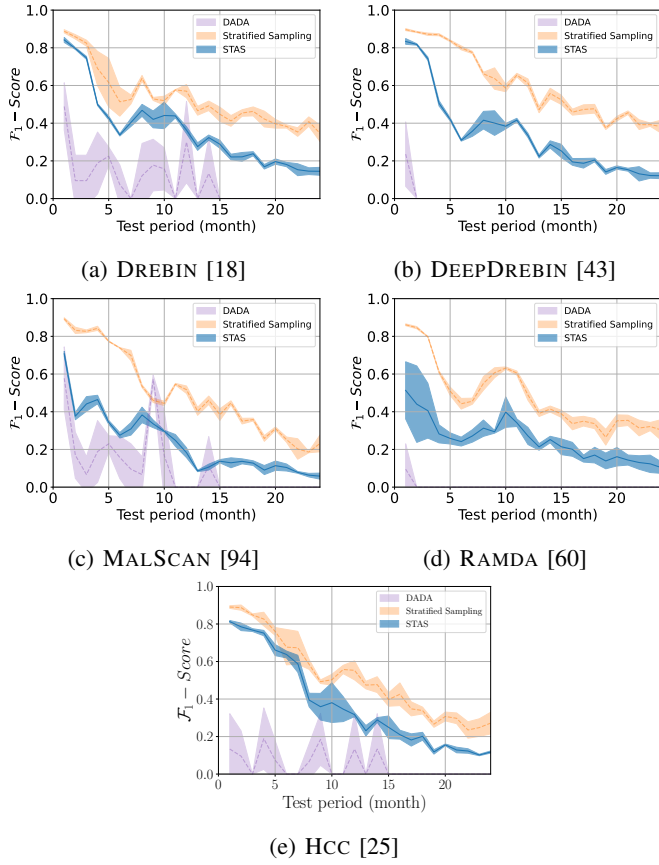 1.0
0.8
0.6
0.4
0.2
0.0
F₁ − Score
DADA
Stratified Sampling
STAS
5 10 15 20
Test period (month)
(a) DREBIN [18]
1.0
0.8
0.6
0.4
0.2
0.0
F₁ − Score
DADA
Stratified Sampling
STAS
5 10 15 20
Test period (month)
(b) DEEPDREBIN [43]
1.0
0.8
0.6
0.4
0.2
0.0
F₁ − Score
DADA
Stratified Sampling
STAS
0 5 10 15 20
Test period (month)
(c) MALSCAN [94]
1.0
0.8
0.6
0.4
0.2
0.0
F₁ − Score
DADA
Stratified Sampling
STAS
0 5 10 15 20
Test period (month)
(d) RAMDA [60]
1.0
0.8
0.6
0.4
0.2
0.0
F₁ − Score
DADA
Stratified Sampling
STAS
0 5 10 15 20
Test period (month)
(e) HCC [25]